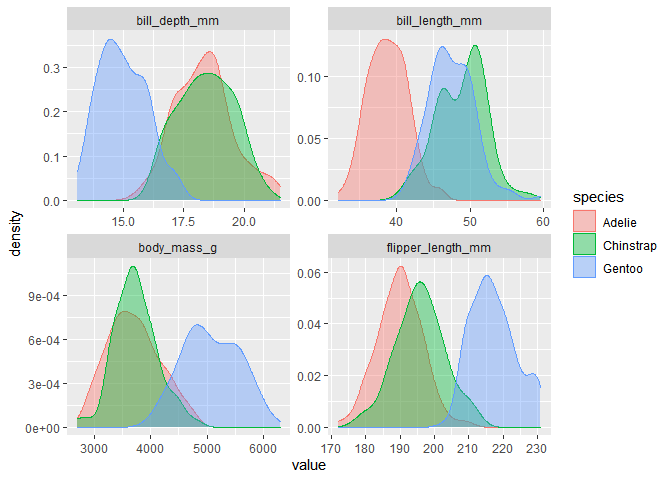 bill_depth_mm
bill_length_mm
0.3
0.2
0.1
0.0
0.10
0.05
0.00
15.0 17.5 20.0
40 50 60
body_mass_g
flipper_length_mm
9e-04
6e-04
3e-04
0e+00
0.06
0.04
0.02
0.00
3000 4000 5000 6000
170 180 190 200 210 220 230
density
value
species
Adelie
Chinstrap
Gentoo